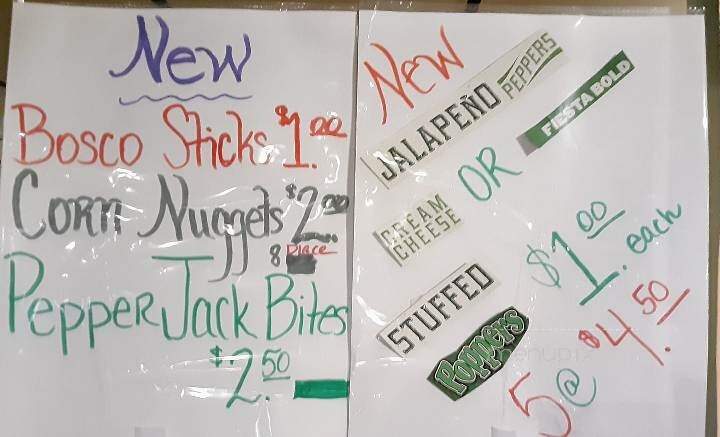 New
Bosco Sticks $1.00
Corn Nuggets $2.00
8 Piece
Pepper Jack Bites
$2.50
New
JALAPEÑO PEPPERS
OR FIESTA BOLD
CREAM CHEESE
STUFFED
Poppers
$1.00 each
5 @ $4.50